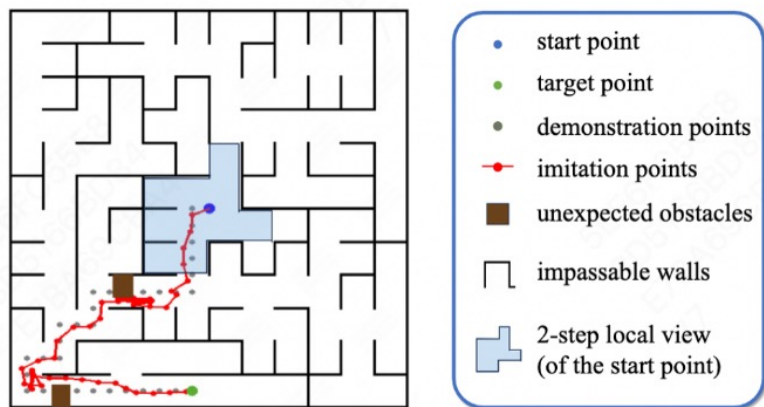 start point
target point
demonstration points
imitation points
unexpected obstacles
impassable walls
2-step local view
(of the start point)